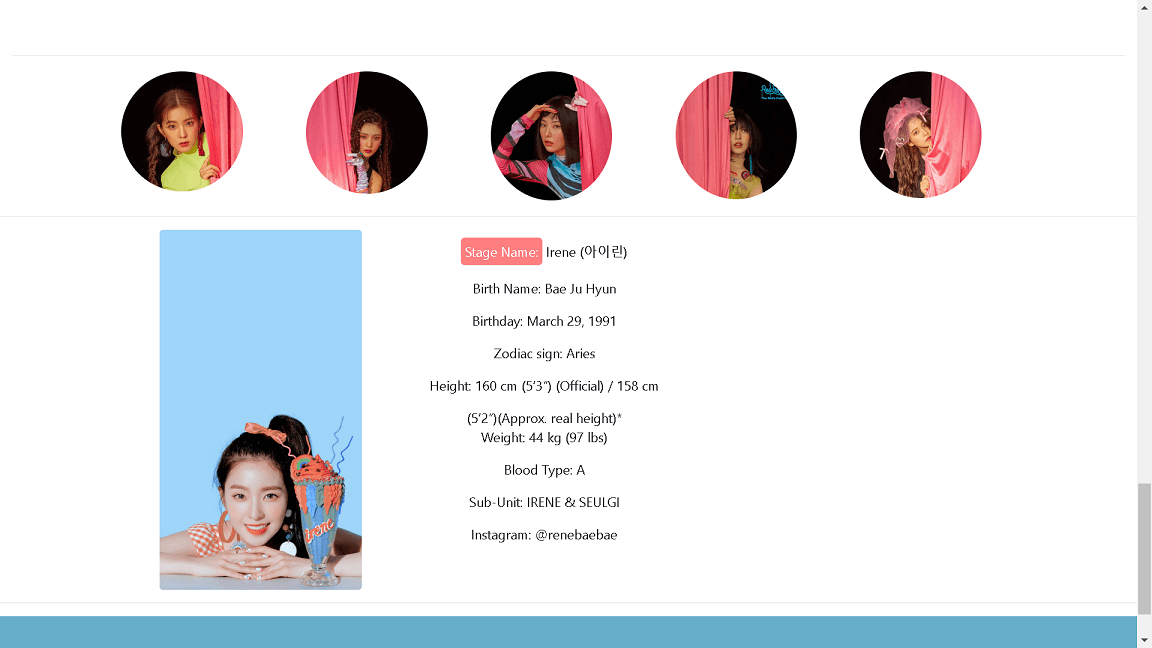 Stage Name: Irene (아이린)
Birth Name: Bae Ju Hyun
Birthday: March 29, 1991
Zodiac sign: Aries
Height: 160 cm (5’3″) (Official) / 158 cm
(5’2″)(Approx. real height)*
Weight: 44 kg (97 lbs)
Blood Type: A
Sub-Unit: IRENE & SEULGI
Instagram: @renebaebae
irene